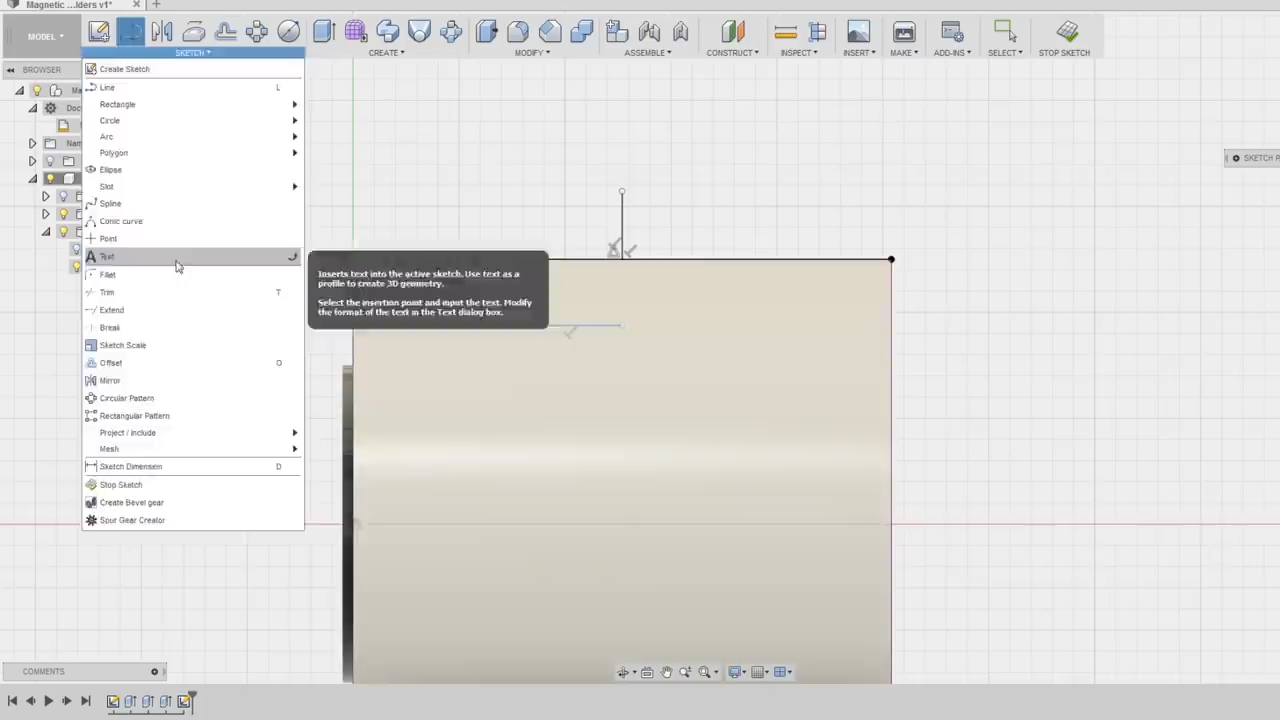 Magnetic ...lders v1*
MODEL
SKETCH
CREATE
MODIFY
ASSEMBLE
CONSTRUCT
INSPECT
INSERT
MAKE
ADD-INS
SELECT
STOP SKETCH
BROWSER
Create Sketch
Line L
Rectangle
Circle
Arc
Polygon
Ellipse
Slot
Spline
Conic curve
Point
Text
Fillet
Trim T
Extend
Break
Sketch Scale
Offset O
Mirror
Circular Pattern
Rectangular Pattern
Project / Include
Mesh
Sketch Dimension D
Stop Sketch
Create Bevel gear
Spur Gear Creator
Ma
Doc
Nam
Inserts text into the active sketch. Use text as a
profile to create 3D geometry.
Select the insertion point and input the text. Modify
the format of the text in the Text dialog box.
SKETCH P
COMMENTS